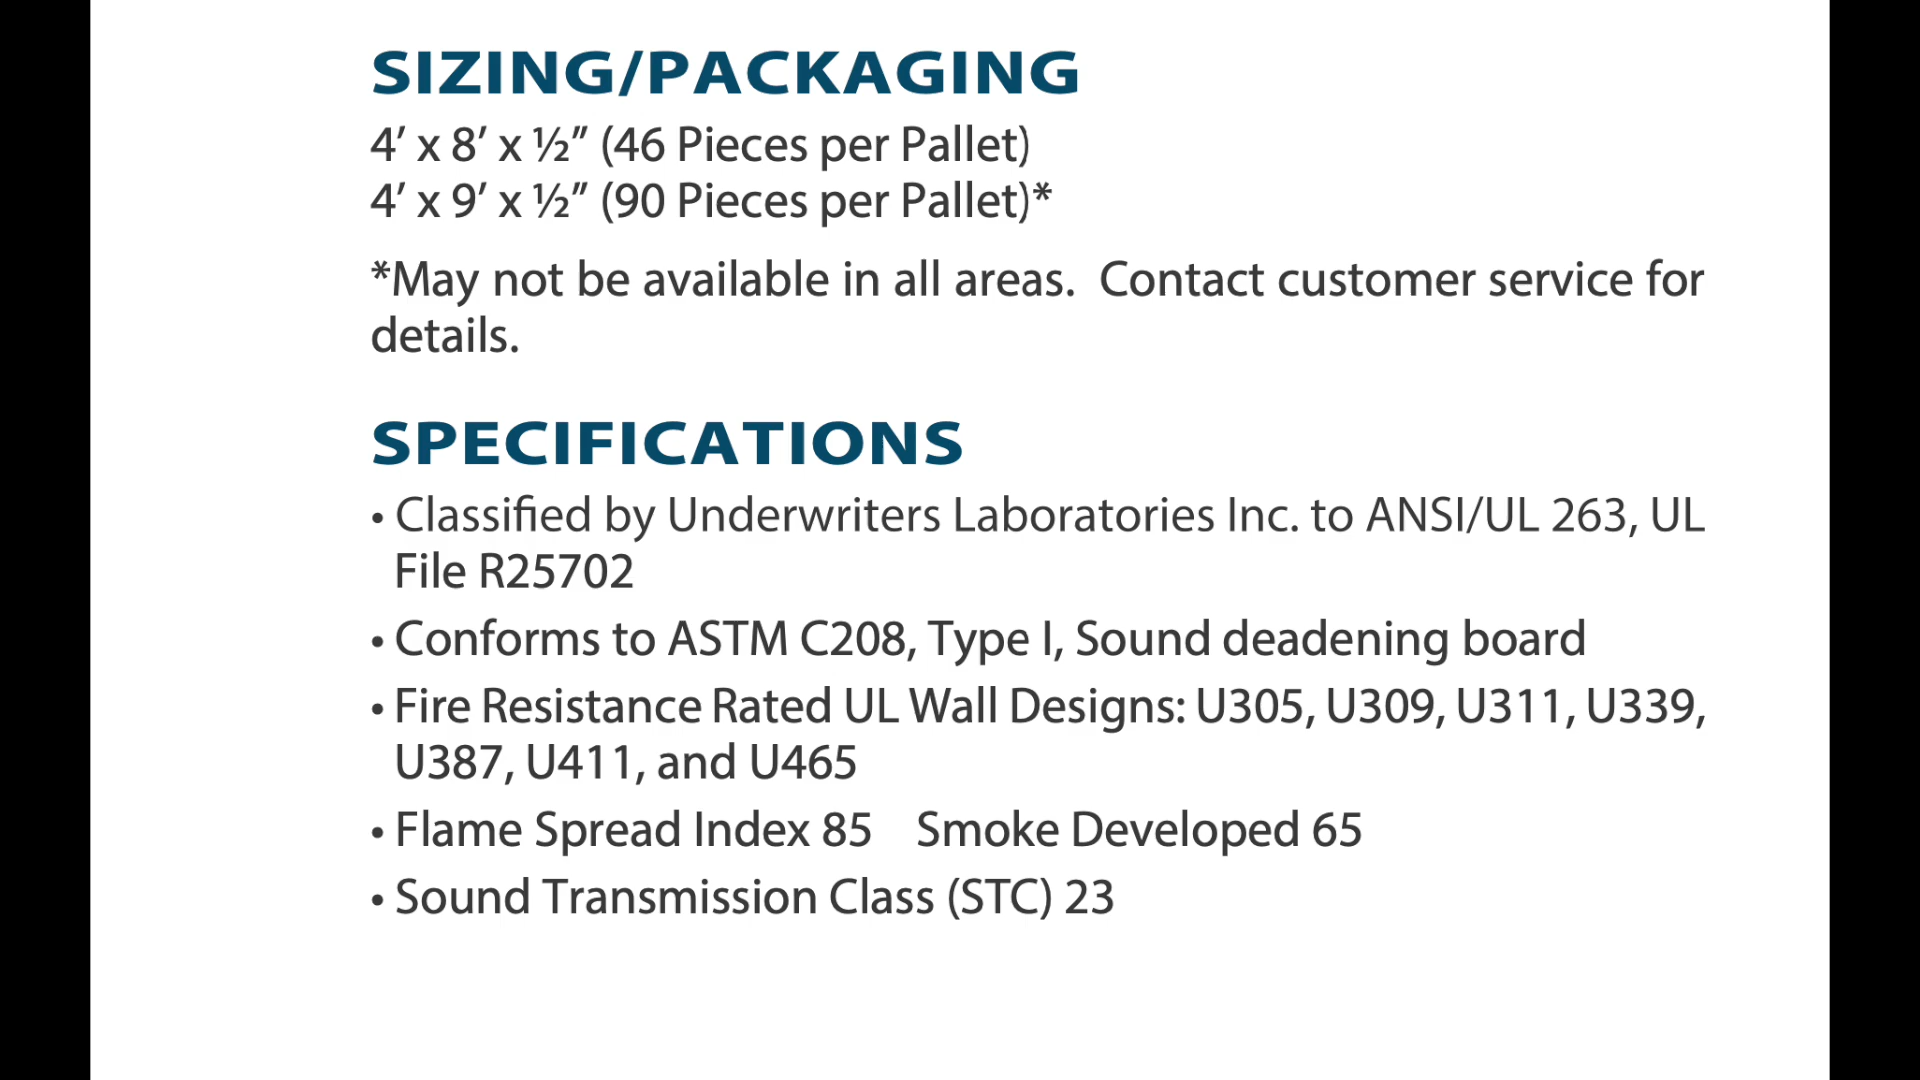 SIZING/PACKAGING
4′ x 8′ x ½″ (46 Pieces per Pallet)
4′ x 9′ x ½″ (90 Pieces per Pallet)*
*May not be available in all areas.  Contact customer service for
details.
SPECIFICATIONS
• Classified by Underwriters Laboratories Inc. to ANSI/UL 263, UL
File R25702
• Conforms to ASTM C208, Type I, Sound deadening board
• Fire Resistance Rated UL Wall Designs: U305, U309, U311, U339,
U387, U411, and U465
• Flame Spread Index 85    Smoke Developed 65
• Sound Transmission Class (STC) 23